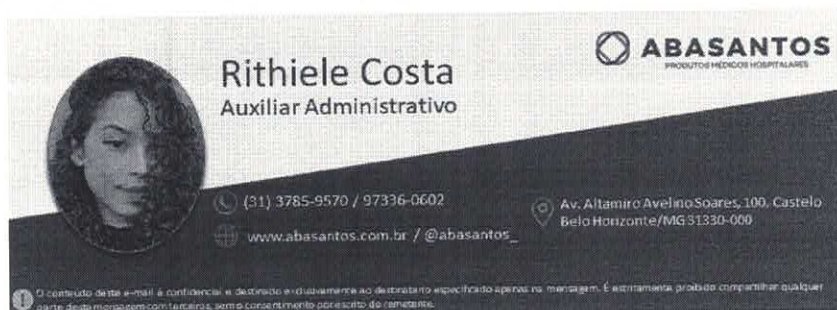 Rithiele Costa
Auxiliar Administrativo
ABASANTOS
PRODUTOS MÉDICOS HOSPITALARES
(31) 3785-9570 / 97336-0602
www.abasantos.com.br / @abasantos_
Av. Altamiro Avelino Soares, 100, Castelo
Belo Horizonte/MG 31330-000
O conteúdo deste e-mail é confidencial e destinado exclusivamente ao destinatário especificado apenas na mensagem. É estritamente proibido compartilhar qualquer
parte desta mensagem com terceiros, sem o consentimento por escrito do remetente.